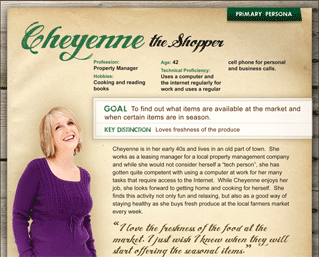 PRIMARY PERSONA
Cheyenne the Shopper
Profession:
Property Manager
Hobbies:
Cooking and reading
books
Age: 42
Technical Proficiency:
Uses a computer and
the internet regularly for
work and uses a regular
cell phone for personal
and business calls.
GOAL To find out what items are available at the market and
when certain items are in season.
KEY DISTINCTION Loves freshness of the produce
Cheyenne is in her early 40s and lives in an old part of town. She
works as a leasing manager for a local property management company
and while she would not consider herself a "tech person", she has
gotten quite competent with using a computer at work for her many
tasks that require access to the Internet. While Cheyenne enjoys her
job, she looks forward to getting home and cooking for herself. She
finds this activity not only fun and relaxing, but also as a good way of
staying healthy as she buys fresh produce at the local farmers market
every week.
"I love the freshness of the food at the
market. I just wish I knew when they will
start offering the seasonal items."